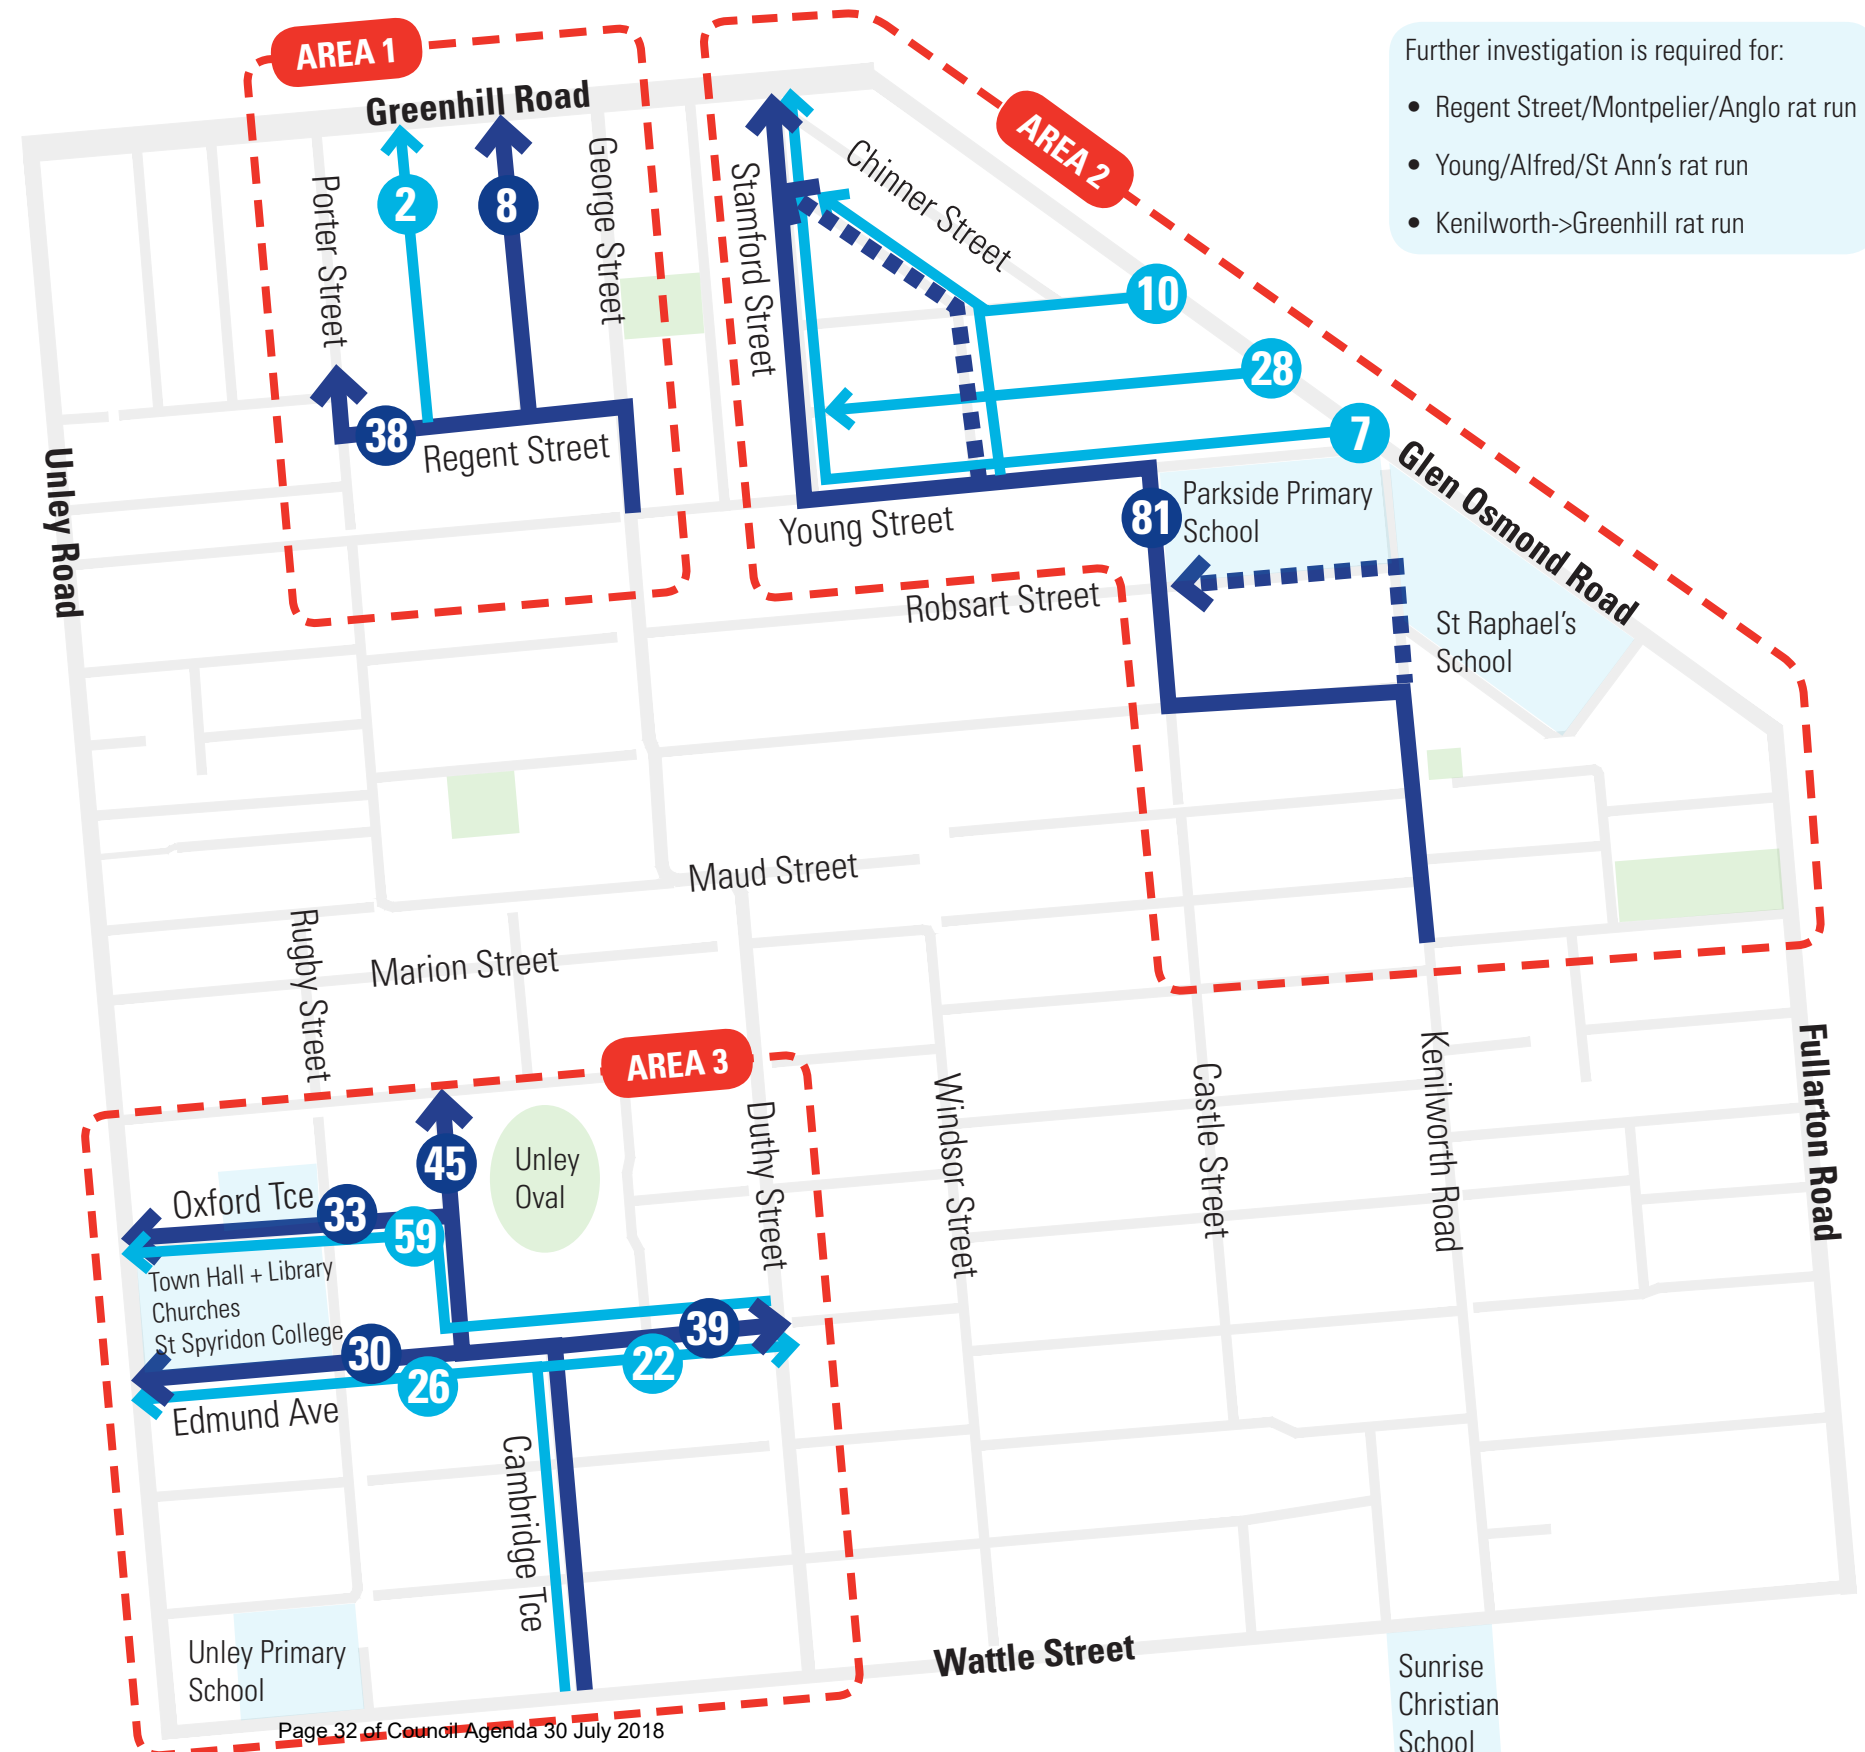 AREA 1
Greenhill Road
Further investigation is required for:
• Regent Street/Montpelier/Anglo rat run
• Young/Alfred/St Ann's rat run
• Kenilworth->Greenhill rat run
AREA 2
Chinner Street
Porter Street
2
8
George Street
Stamford Street
10
28
7
38
Regent Street
Unley Road
Glen Osmond Road
Parkside Primary
School
81
Young Street
Robsart Street
St Raphael's
School
Maud Street
Rugby Street
Marion Street
AREA 3
Duthy Street
Windsor Street
Castle Street
Kenilworth Road
Fullarton Road
45
Unley
Oval
Oxford Tce
33
59
Town Hall + Library
Churches
St Spyridon College
30
39
22
26
Edmund Ave
Cambridge Tce
Unley Primary
School
Wattle Street
Sunrise
Christian
School
Page 32 of Council Agenda 30 July 2018